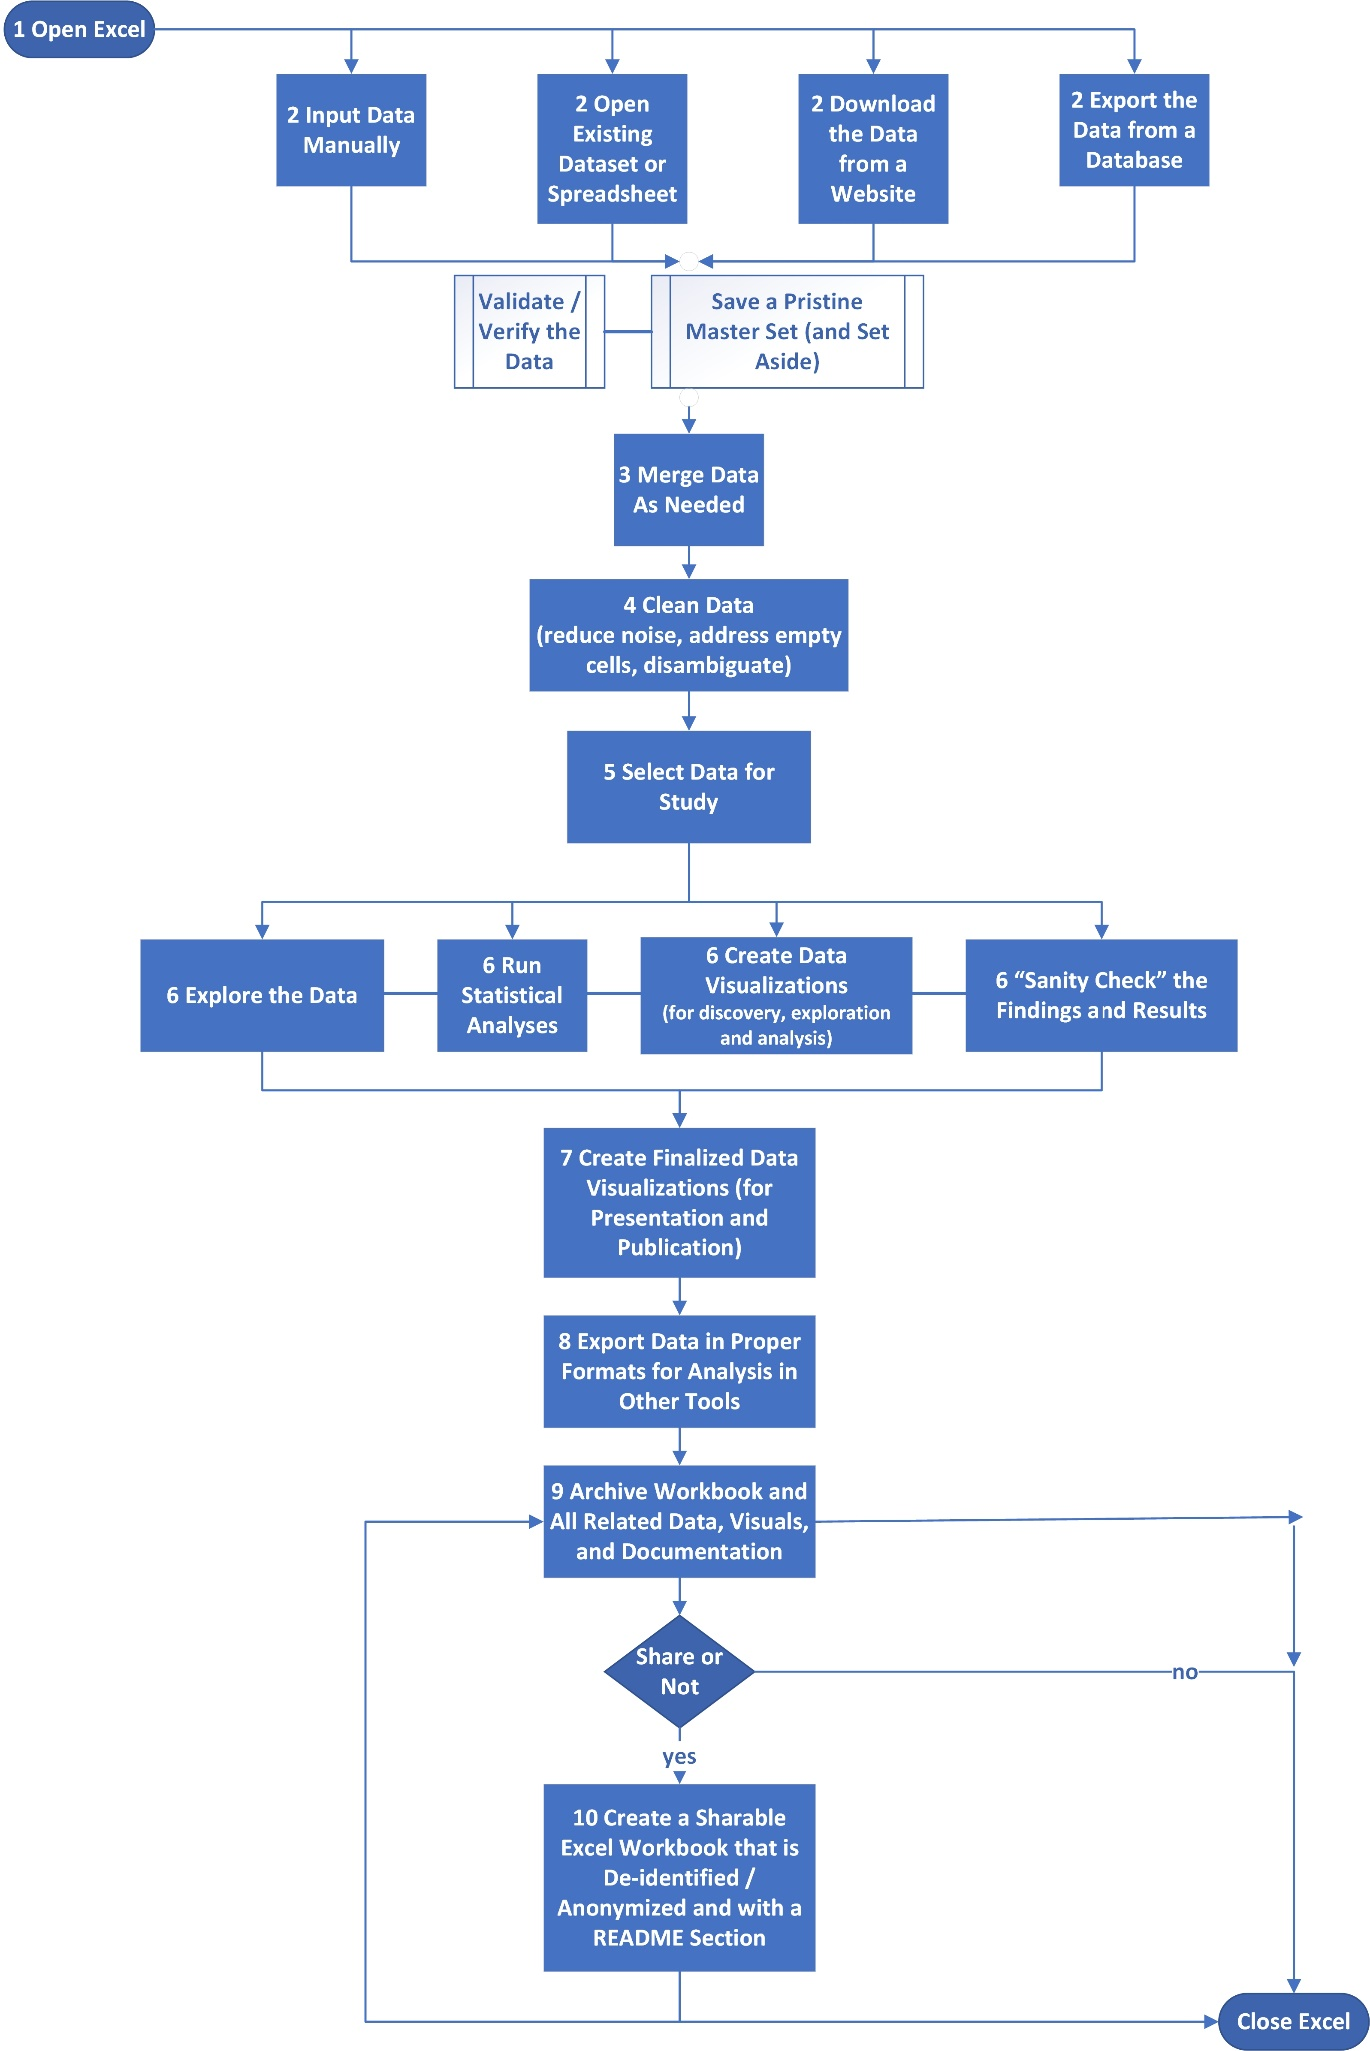 1 Open Excel
2 Input Data
Manually
2 Open
Existing
Dataset or
Spreadsheet
2 Download
the Data
from a
Website
2 Export the
Data from a
Database
Validate /
Verify the
Data
Save a Pristine
Master Set (and Set
Aside)
3 Merge Data
As Needed
4 Clean Data
(reduce noise, address empty
cells, disambiguate)
5 Select Data for
Study
6 Explore the Data
6 Run
Statistical
Analyses
6 Create Data
Visualizations
(for discovery, exploration
and analysis)
6 “Sanity Check” the
Findings and Results
7 Create Finalized Data
Visualizations (for
Presentation and
Publication)
8 Export Data in Proper
Formats for Analysis in
Other Tools
9 Archive Workbook and
All Related Data, Visuals,
and Documentation
Share or
Not
no
yes
10 Create a Sharable
Excel Workbook that is
De-identified /
Anonymized and with a
README Section
Close Excel